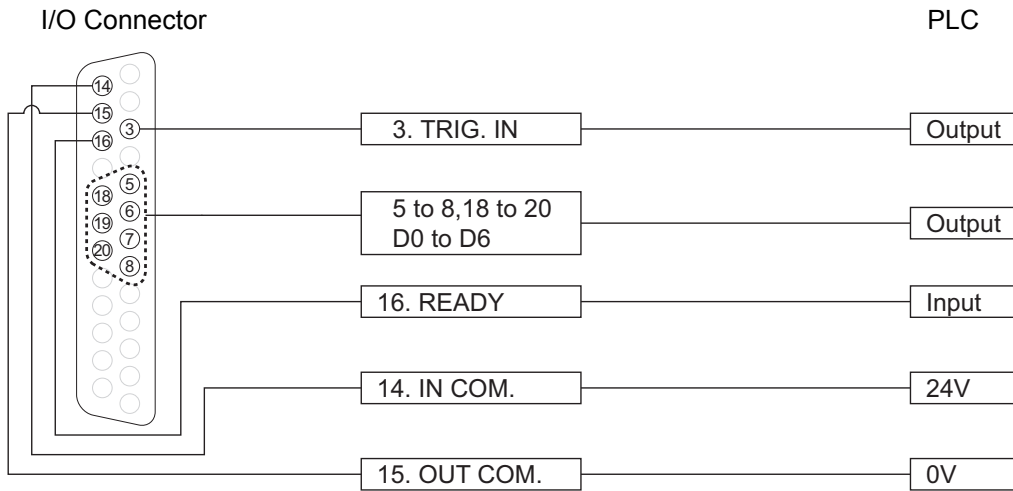 I/O Connector
PLC
14
15
3
16
3. TRIG. IN
Output
5
18
6
19
7
20
8
5 to 8,18 to 20
D0 to D6
Output
16. READY
Input
14. IN COM.
24V
15. OUT COM.
0V